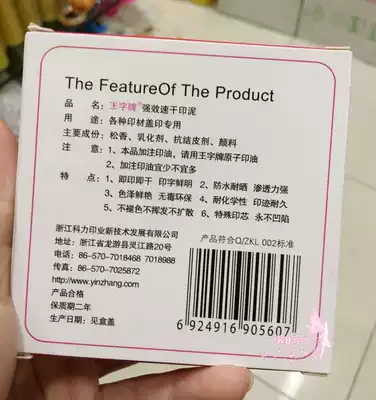 The FeatureOf The Product
品 名：王字牌®强效速干印泥
用 途：各种印材盖印专用
主要成份：松香、乳化剂、抗结皮剂、颜料
注 意：1、本品加注印油，请用王字牌原子印油
2、加注印油宜少不宜多
特 点：1、即印即干 印字鲜明 2、防水耐晒 渗透力强
3、色泽鲜艳 无毒环保 4、耐化学性 印迹耐久
5、不褪色不挥发不扩散 6、特殊印芯 永不凹陷
浙江科力印业新技术发展有限公司
地址：浙江省龙游县灵江路20号
电话：86-570-7018468 7018988
传真：86-570-7025872
http://www.yinzhang.com
产品合格
保质期二年
生产日期：见盒盖
产品符合Q/ZKL 002标准
6 924916 905607